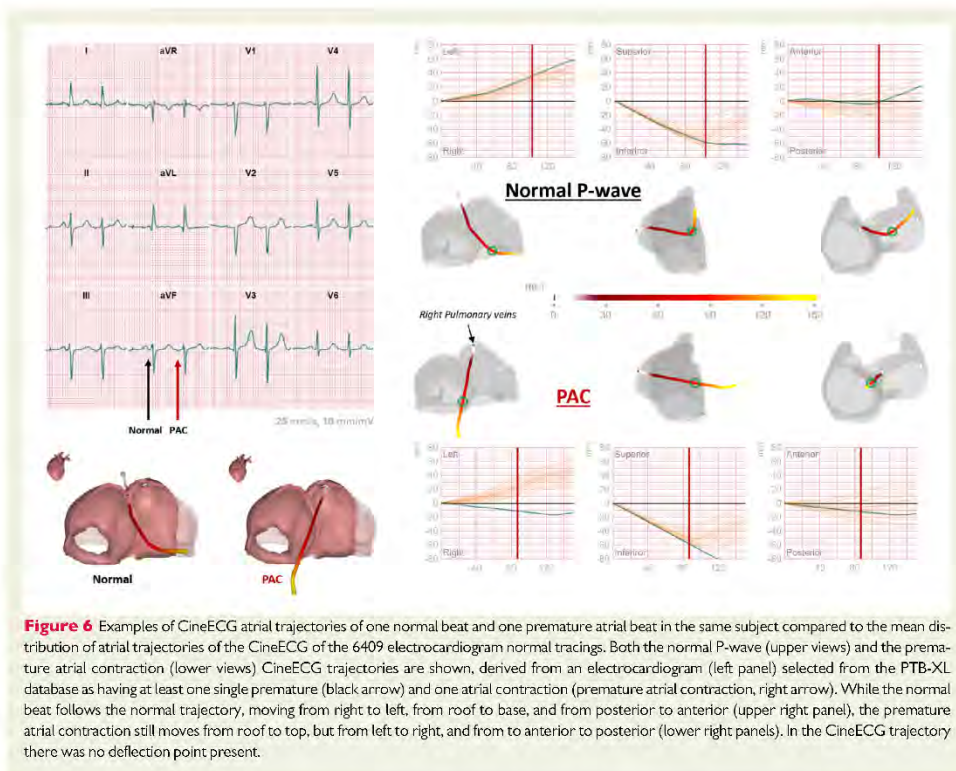 I aVR V1 V4
II aVL V2 V5
III aVF V3 V6
Normal PAC
25 mm/s, 10 mm/mV
Normal
PAC
Left
Right
Superior
Inferior
Anterior
Posterior
Normal P-wave
Right Pulmonary veins
PAC
Left
Right
Superior
Inferior
Anterior
Posterior
Figure 6 Examples of CineECG atrial trajectories of one normal beat and one premature atrial beat in the same subject compared to the mean dis-
tribution of atrial trajectories of the CineECG of the 6409 electrocardiogram normal tracings. Both the normal P-wave (upper views) and the prema-
ture atrial contraction (lower views) CineECG trajectories are shown, derived from an electrocardiogram (left panel) selected from the PTB-XL
database as having at least one single premature (black arrow) and one atrial contraction (premature atrial contraction, right arrow). While the normal
beat follows the normal trajectory, moving from right to left, from roof to base, and from posterior to anterior (upper right panel), the premature
atrial contraction still moves from roof to top, but from left to right, and from to anterior to posterior (lower right panels). In the CineECG trajectory
there was no deflection point present.